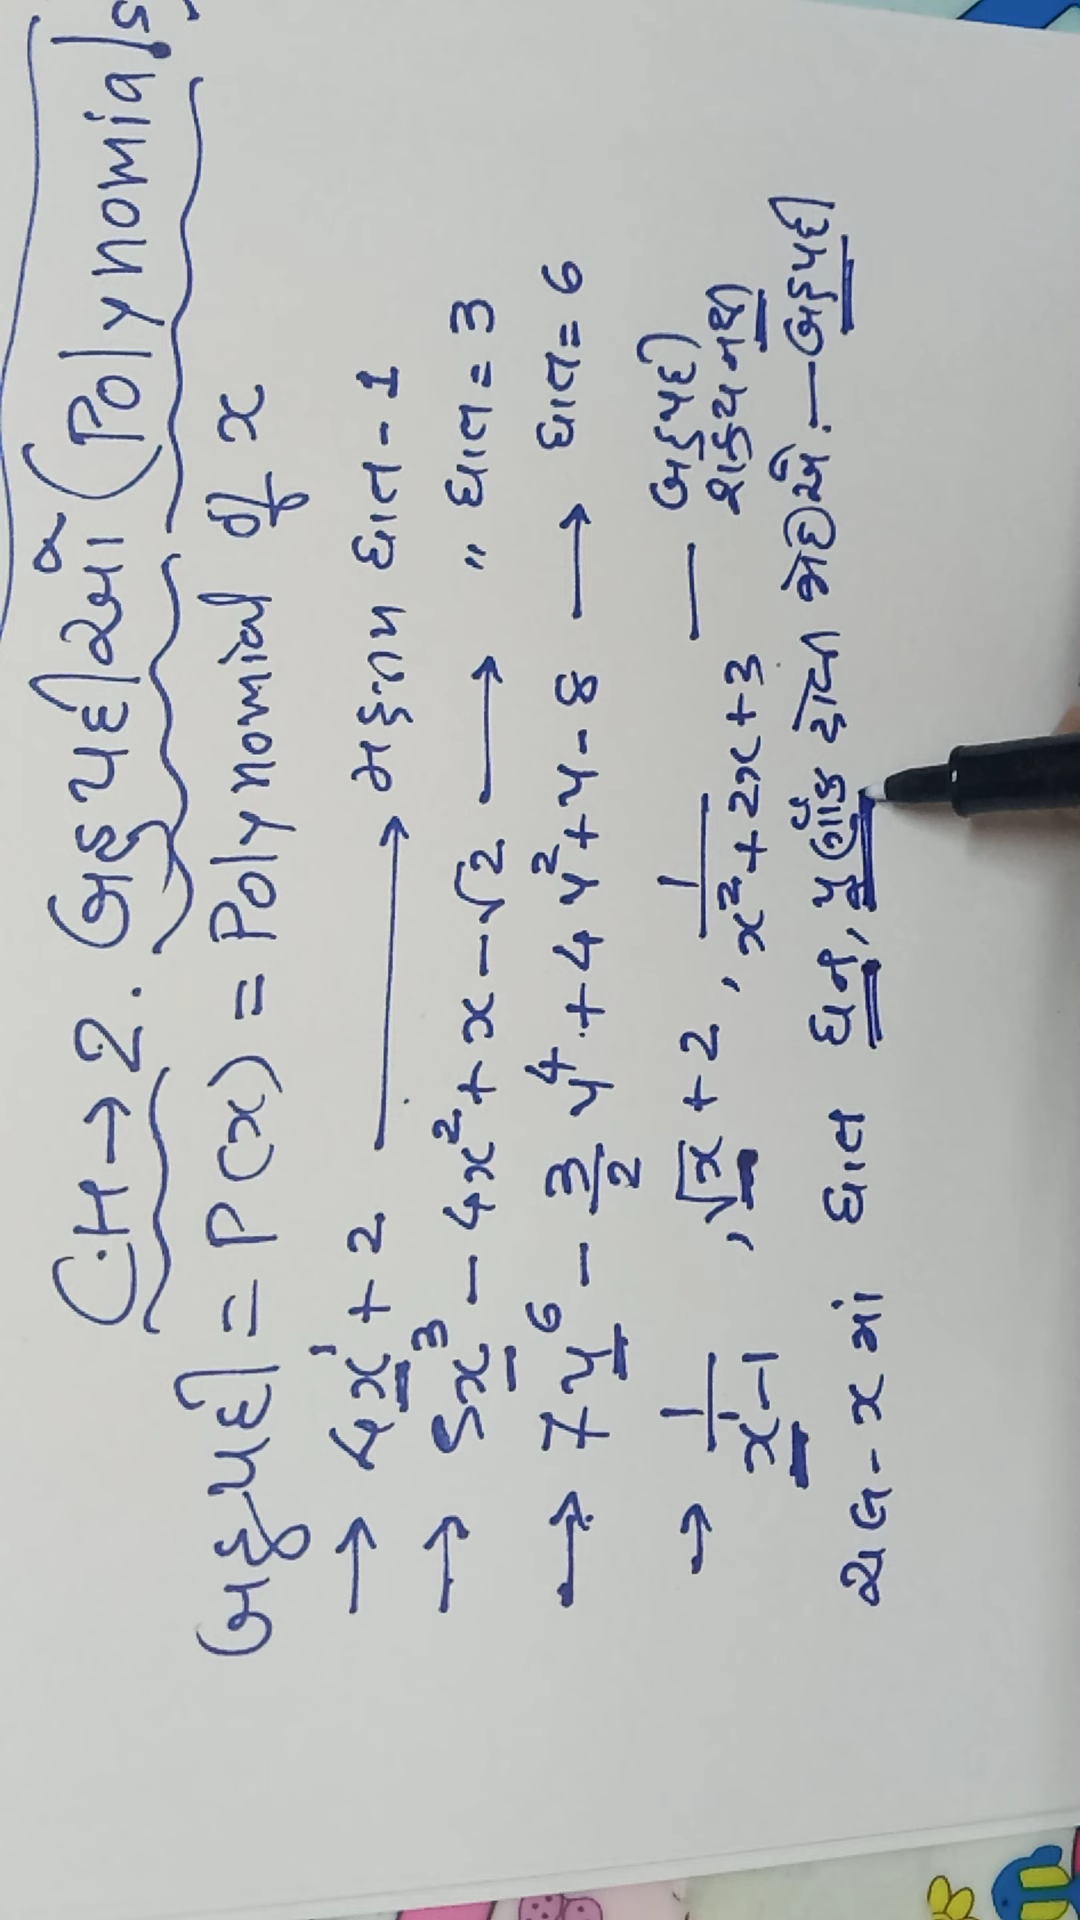 CH→2. બહુપદીઓ (Polynomials)
બહુપદી = P(x) = Polynomial of x
→ 4x¹ + 2 ⟶ મહત્તમ ઘાત - 1
→ 5x³ - 4x² + x - √2 ⟶ " ઘાત = 3
→ 7y⁶ - 3/2 y⁴ + 4y² + y - 8 ⟶ ઘાત = 6
→ 1/x-1 , √x + 2 , 1/x²+2x+3 — બહુપદી શક્ય નથી
ચલ - x માં ઘાત ધન, પૂર્ણાંક હોવા જોઈએ. — બહુપદી